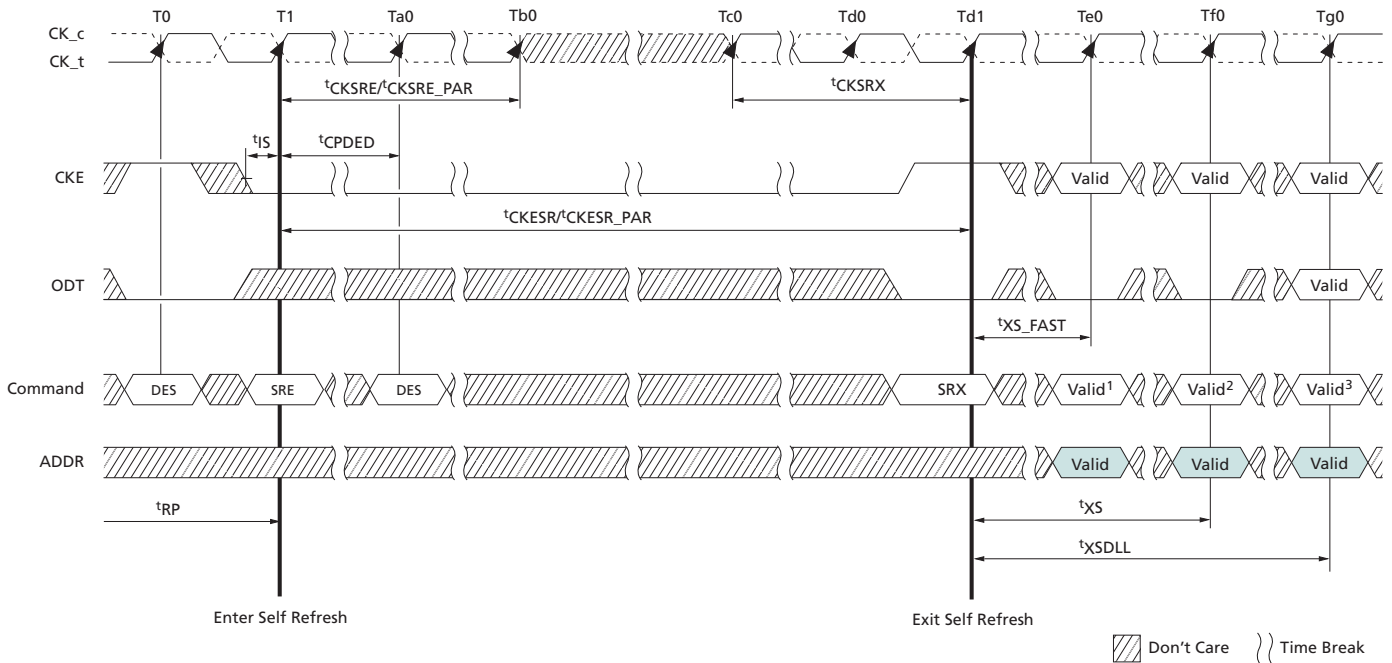 T0 T1 Ta0 Tb0 Tc0 Td0 Td1 Te0 Tf0 Tg0
CK_c
CK_t
tCKSRE/tCKSRE_PAR tCKSRX
tIS tCPDED
CKE Valid Valid Valid
tCKESR/tCKESR_PAR
ODT Valid
tXS_FAST
Command DES SRE DES SRX Valid1 Valid2 Valid3
ADDR Valid Valid Valid
tRP tXS
tXSDLL
Enter Self Refresh Exit Self Refresh
Don't Care Time Break